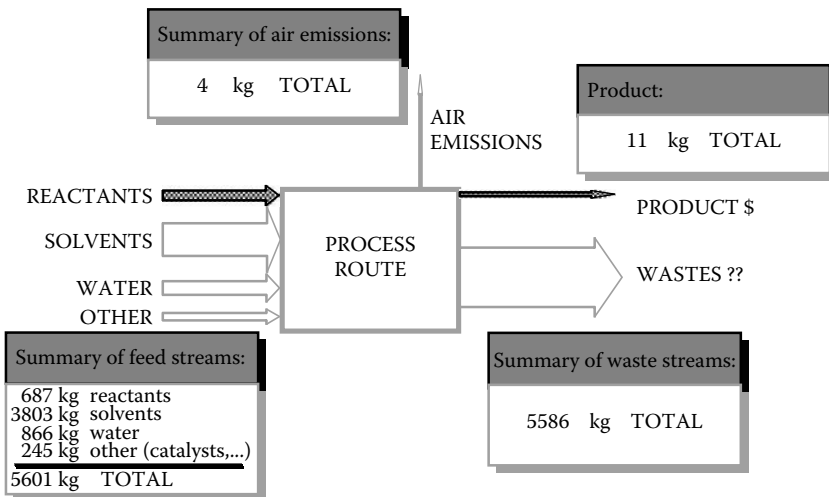 Summary of air emissions:
4 kg TOTAL
Product:
11 kg TOTAL
AIR
EMISSIONS
REACTANTS
SOLVENTS
WATER
OTHER
PROCESS
ROUTE
PRODUCT $
WASTES ??
Summary of feed streams:
687 kg reactants
3803 kg solvents
866 kg water
245 kg other (catalysts,...)
5601 kg TOTAL
Summary of waste streams:
5586 kg TOTAL